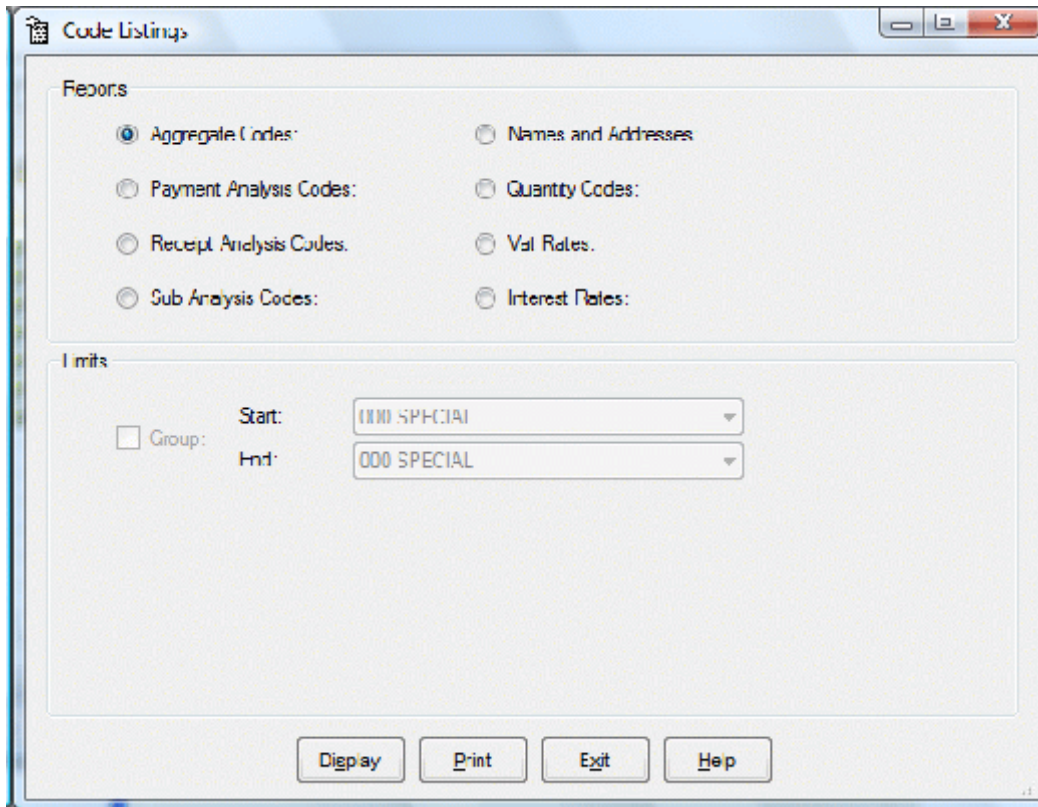 Code Listings
Reports
Aggregate Codes:
Names and Addresses
Payment Analysis Codes:
Quantity Codes:
Receipt Analysis Codes:
Vat Rates:
Sub Analysis Codes:
Interest Rates:
Limits
Group:
Start:
000 SPECIAL
End:
000 SPECIAL
Display
Print
Exit
Help